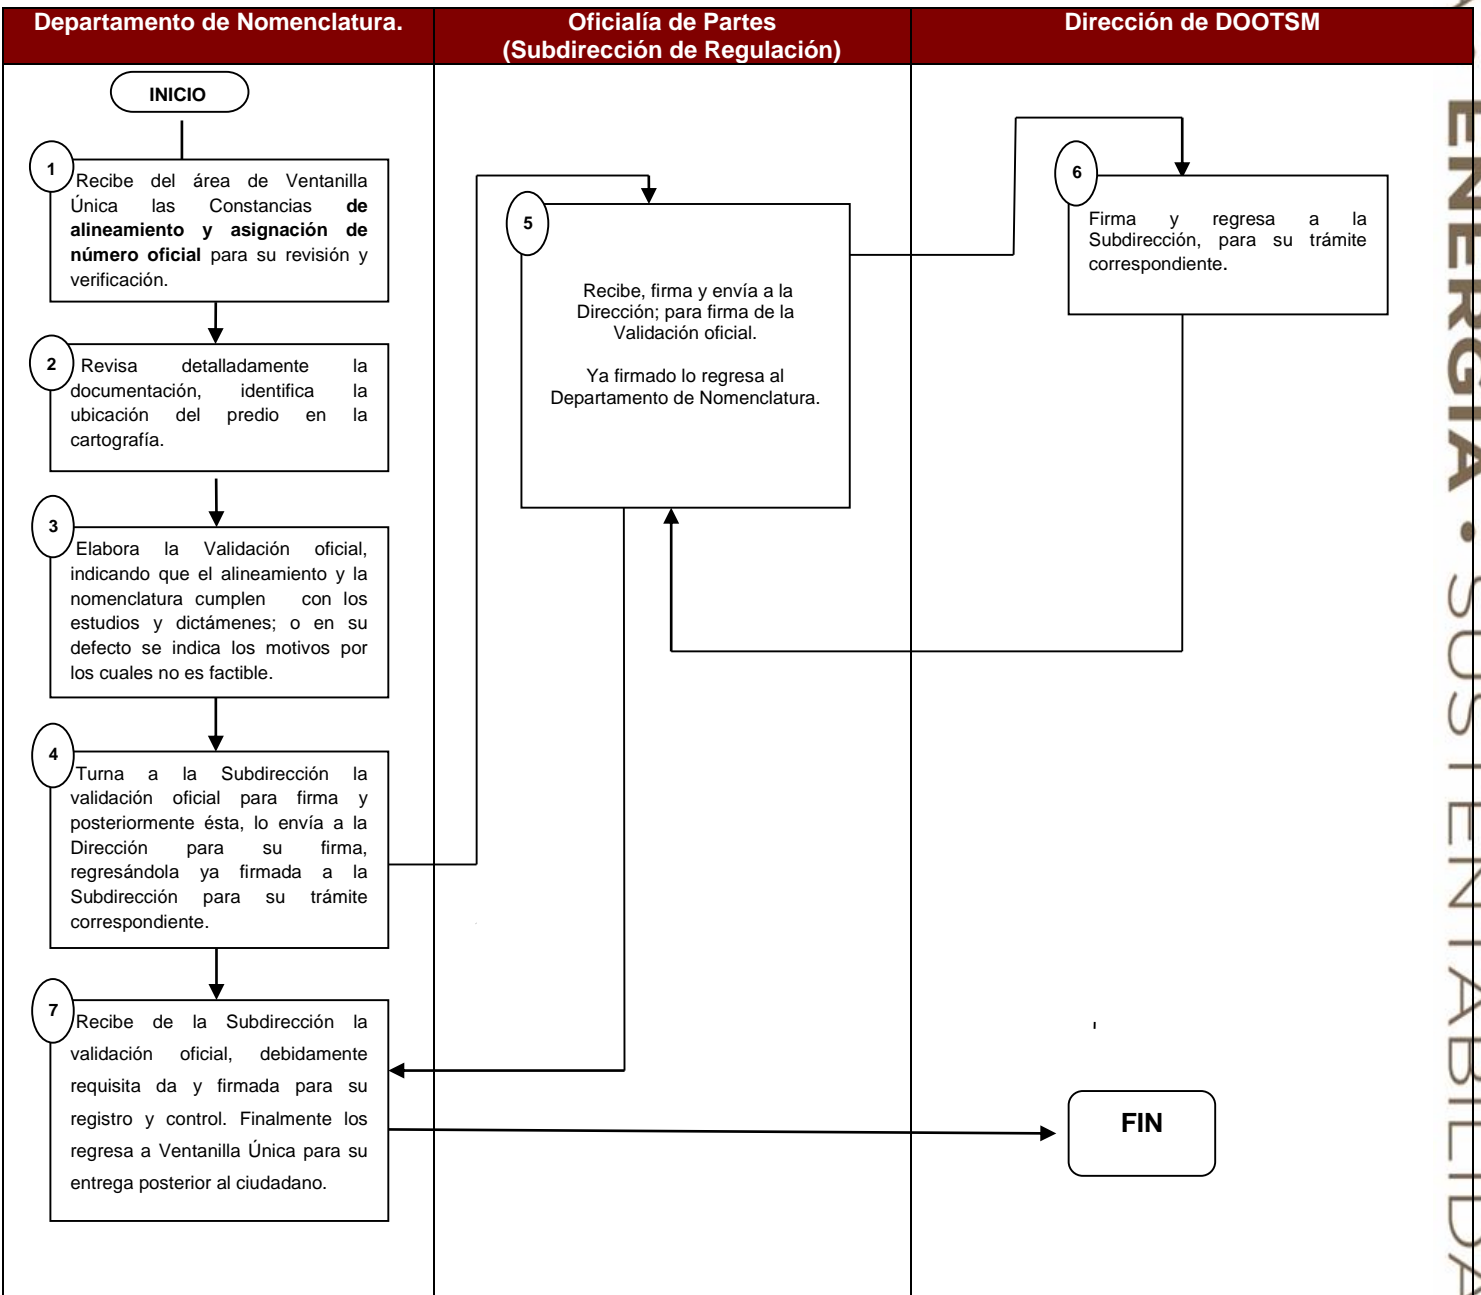 Departamento de Nomenclatura.
Oficialía de Partes
(Subdirección de Regulación)
Dirección de DOOTSM
INICIO
1
Recibe del área de Ventanilla
Única las Constancias de
alineamiento y asignación de
número oficial para su revisión y
verificación.
2
Revisa detalladamente la
documentación, identifica la
ubicación del predio en la
cartografía.
3
Elabora la Validación oficial,
indicando que el alineamiento y la
nomenclatura cumplen con los
estudios y dictámenes; o en su
defecto se indica los motivos por
los cuales no es factible.
4
Turna a la Subdirección la
validación oficial para firma y
posteriormente ésta, lo envía a la
Dirección para su firma,
regresándola ya firmada a la
Subdirección para su trámite
correspondiente.
7
Recibe de la Subdirección la
validación oficial, debidamente
requisita da y firmada para su
registro y control. Finalmente los
regresa a Ventanilla Única para su
entrega posterior al ciudadano.
5
Recibe, firma y envía a la
Dirección; para firma de la
Validación oficial.
Ya firmado lo regresa al
Departamento de Nomenclatura.
6
Firma y regresa a la
Subdirección, para su trámite
correspondiente.
FIN
ENERGIA • SUSTENTABILIDA